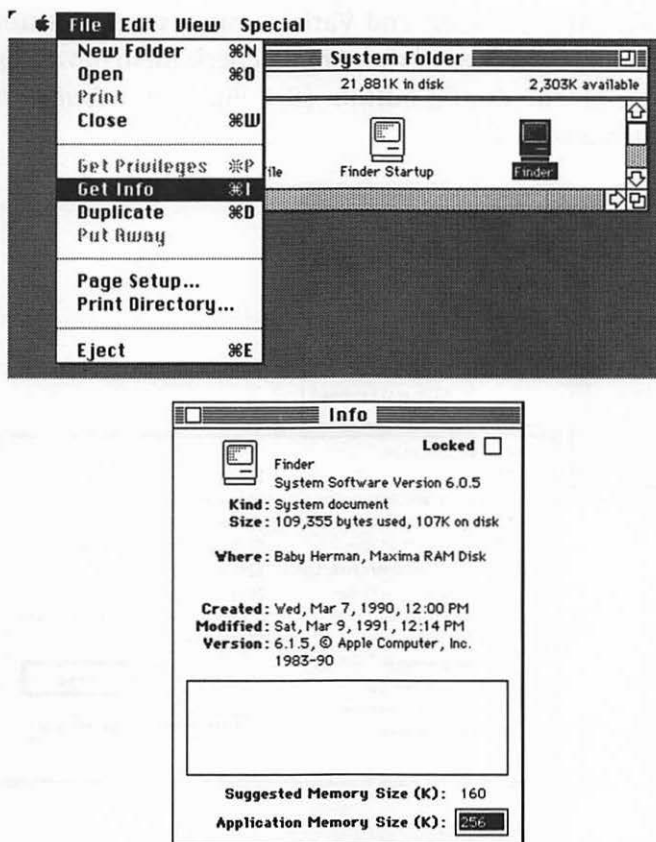 File Edit View Special
New Folder ⌘N
Open ⌘O
Print
Close ⌘W
Get Privileges ⌘P
Get Info ⌘I
Duplicate ⌘D
Put Away
Page Setup...
Print Directory...
Eject ⌘E
System Folder
21,881K in disk 2,303K available
Finder Startup
Finder
Info
Locked
Finder
System Software Version 6.0.5
Kind: System document
Size: 109,355 bytes used, 107K on disk
Where: Baby Herman, Maxima RAM Disk
Created: Wed, Mar 7, 1990, 12:00 PM
Modified: Sat, Mar 9, 1991, 12:14 PM
Version: 6.1.5, © Apple Computer, Inc.
1983-90
Suggested Memory Size (K): 160
Application Memory Size (K): 256